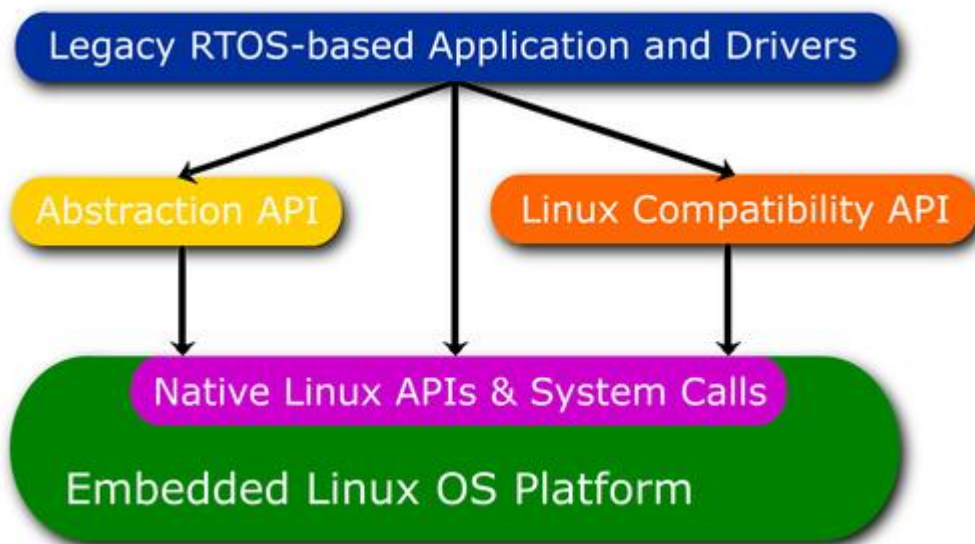 Legacy RTOS-based Application and Drivers
Abstraction API
Linux Compatibility API
Native Linux APIs & System Calls
Embedded Linux OS Platform